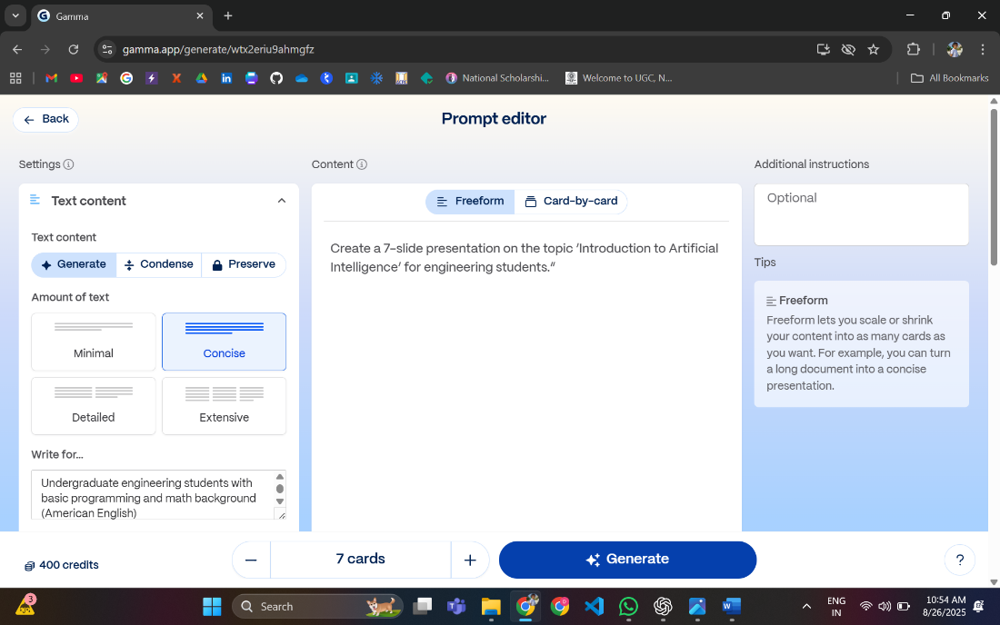 Gamma
gamma.app/generate/wtx2eriu9ahmgfz
National Scholarshi...
Welcome to UGC, N...
All Bookmarks
Back
Prompt editor
Settings
Content
Additional instructions
Text content
Freeform
Card-by-card
Optional
Text content
Generate
Condense
Preserve
Create a 7-slide presentation on the topic ‘Introduction to Artificial
Intelligence’ for engineering students.”
Tips
Amount of text
Minimal
Concise
Freeform
Freeform lets you scale or shrink
your content into as many cards as
you want. For example, you can turn
a long document into a concise
presentation.
Detailed
Extensive
Write for...
Undergraduate engineering students with
basic programming and math background
(American English)
400 credits
7 cards
Generate
?
3
Search
ENG
IN
10:54 AM
8/26/2025